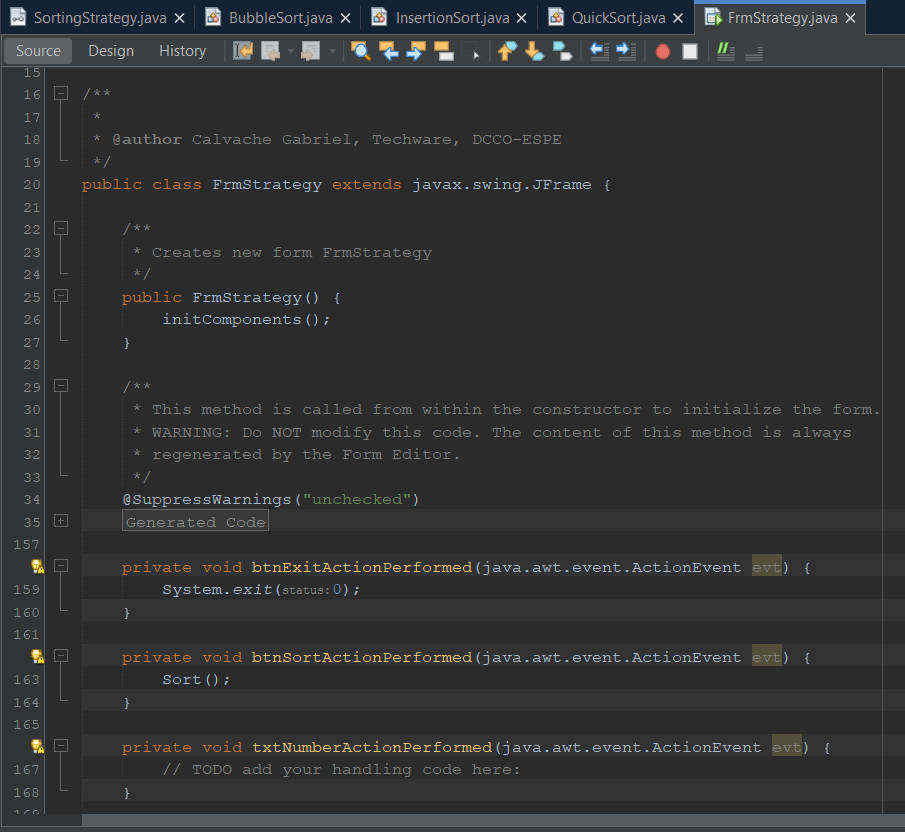 SortingStrategy.java × BubbleSort.java × InsertionSort.java × QuickSort.java × FrmStrategy.java ×
Source Design History
15
16 /**
17 *
18 * @author Calvache Gabriel, Techware, DCCO-ESPE
19 */
20 public class FrmStrategy extends javax.swing.JFrame {
21
22 /**
23 * Creates new form FrmStrategy
24 */
25 public FrmStrategy() {
26 initComponents();
27 }
28
29 /**
30 * This method is called from within the constructor to initialize the form.
31 * WARNING: Do NOT modify this code. The content of this method is always
32 * regenerated by the Form Editor.
33 */
34 @SuppressWarnings("unchecked")
35 Generated Code
157
private void btnExitActionPerformed(java.awt.event.ActionEvent evt) {
159 System.exit(status:0);
160 }
161
private void btnSortActionPerformed(java.awt.event.ActionEvent evt) {
163 Sort();
164 }
165
private void txtNumberActionPerformed(java.awt.event.ActionEvent evt) {
167 // TODO add your handling code here:
168 }
169